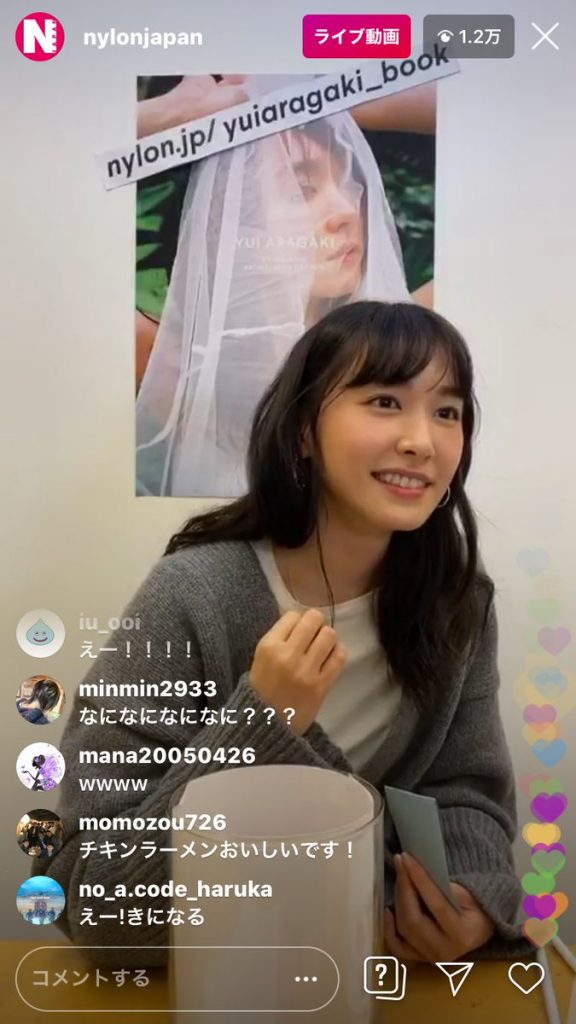 nylonjapan
ライブ動画
1.2万
nylon.jp/ yuiaragaki_book
YUI ARAGAKI
iu_ooi
えー！！！！
minmin2933
なになになになに？？？
mana20050426
wwww
momozou726
チキンラーメンおいしいです！
no_a.code_haruka
えー!きになる
コメントする